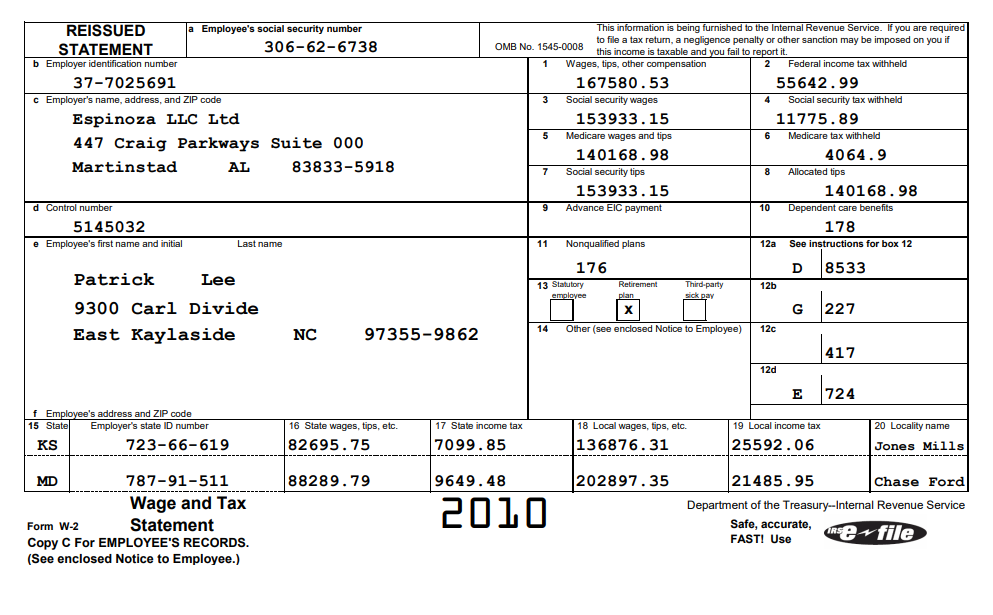 REISSUED STATEMENT
a Employee's social security number
306-62-6738
OMB No. 1545-0008
This information is being furnished to the Internal Revenue Service. If you are required
to file a tax return, a negligence penalty or other sanction may be imposed on you if
this income is taxable and you fail to report it.
b Employer identification number
37-7025691
1 Wages, tips, other compensation
167580.53
2 Federal income tax withheld
55642.99
c Employer's name, address, and ZIP code
Espinoza LLC Ltd
447 Craig Parkways Suite 000
Martinstad AL 83833-5918
3 Social security wages
153933.15
4 Social security tax withheld
11775.89
5 Medicare wages and tips
140168.98
6 Medicare tax withheld
4064.9
7 Social security tips
153933.15
8 Allocated tips
140168.98
d Control number
5145032
9 Advance EIC payment
10 Dependent care benefits
178
e Employee's first name and initial Last name
Patrick Lee
9300 Carl Divide
East Kaylaside NC 97355-9862
f Employee's address and ZIP code
11 Nonqualified plans
176
12a See instructions for box 12
D 8533
13 Statutory employee
Retirement plan
X
Third-party sick pay
12b
G 227
14 Other (see enclosed Notice to Employee)
12c
417
12d
E 724
15 State Employer's state ID number 16 State wages, tips, etc. 17 State income tax 18 Local wages, tips, etc. 19 Local income tax 20 Locality name
KS 723-66-619 82695.75 7099.85 136876.31 25592.06 Jones Mills
MD 787-91-511 88289.79 9649.48 202897.35 21485.95 Chase Ford
Form W-2
Wage and Tax
Statement
2010
Department of the Treasury--Internal Revenue Service
Copy C For EMPLOYEE'S RECORDS.
(See enclosed Notice to Employee.)
Safe, accurate,
FAST! Use
IRS e-file